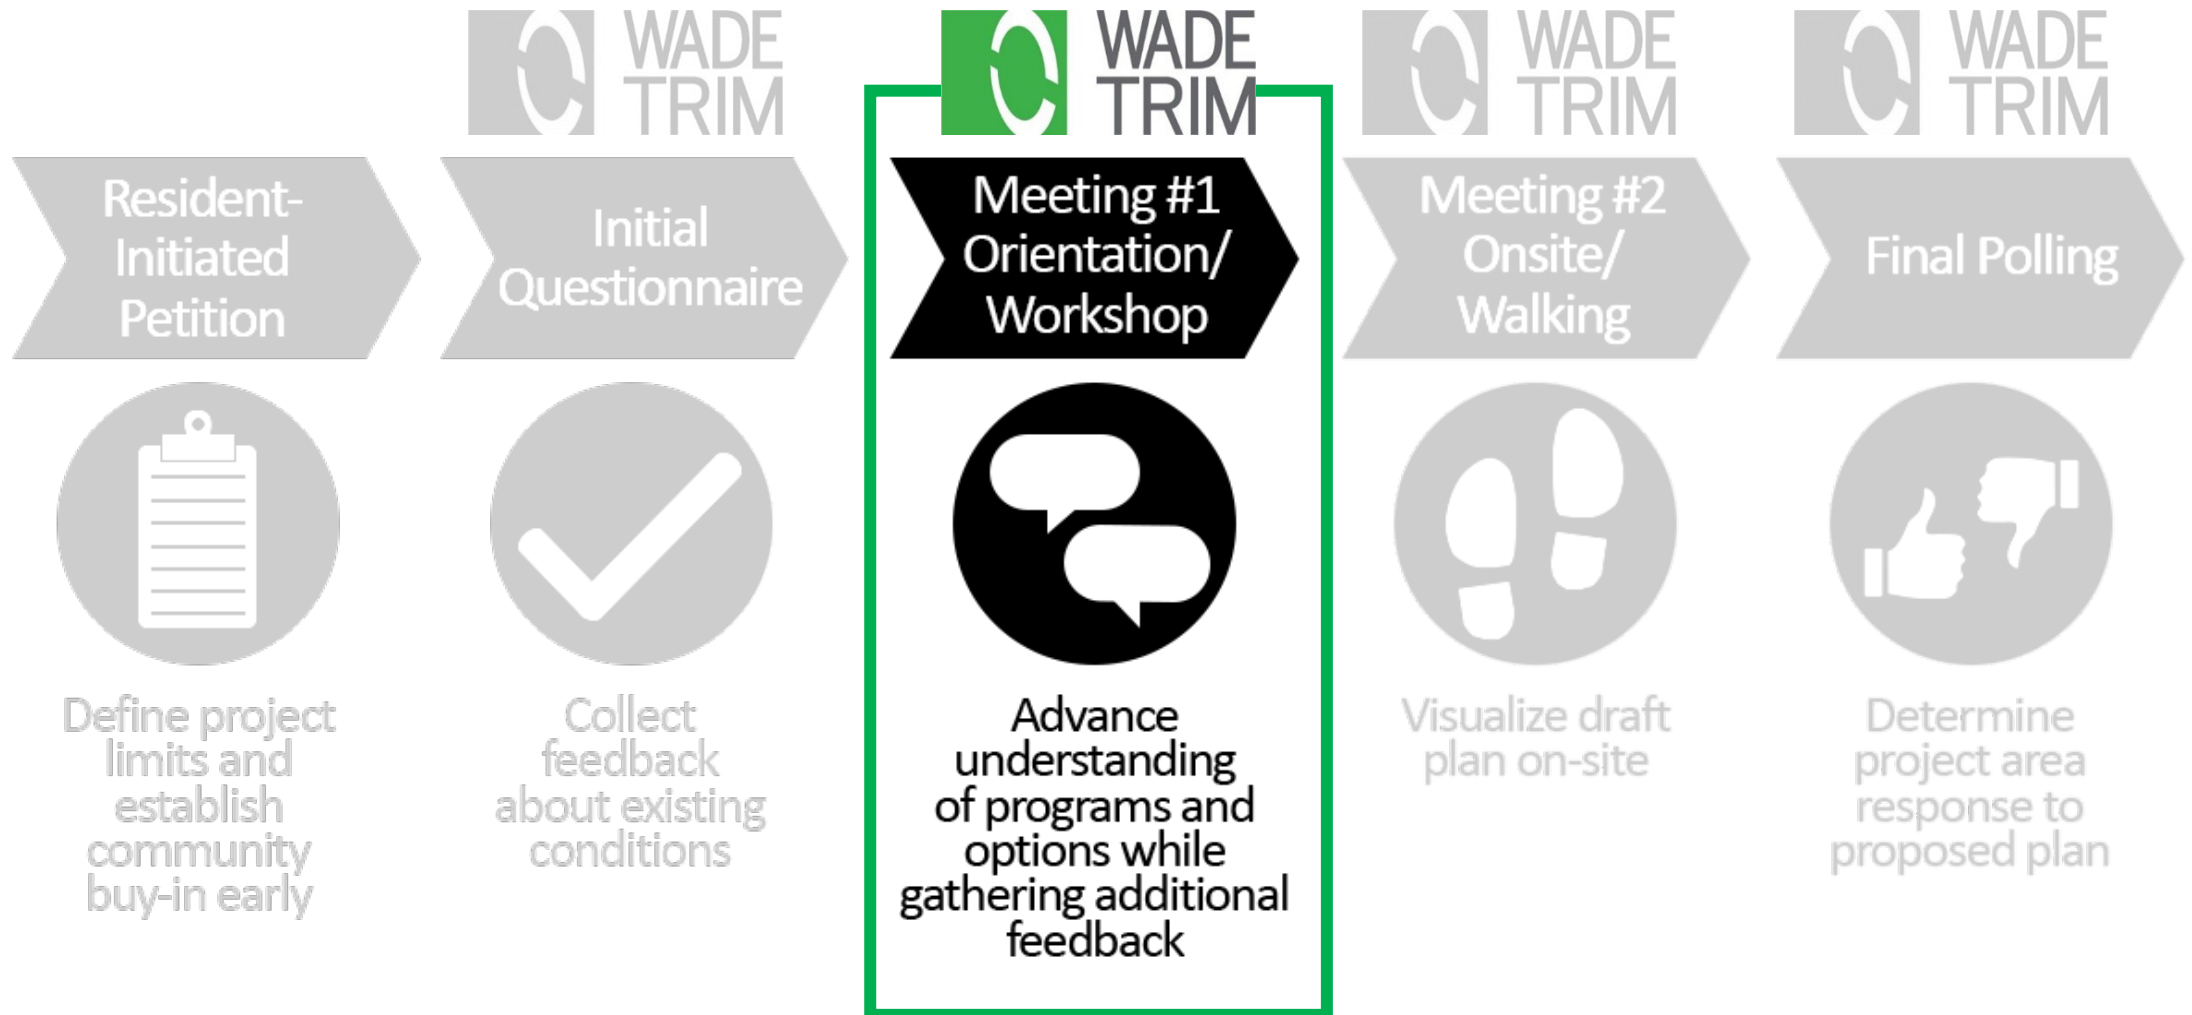 WADE
TRIM
WADE
TRIM
WADE
TRIM
WADE
TRIM
Resident-
Initiated
Petition
Initial
Questionnaire
Meeting #1
Orientation/
Workshop
Meeting #2
Onsite/
Walking
Final Polling
Define project
limits and
establish
community
buy-in early
Collect
feedback
about existing
conditions
Advance
understanding
of programs and
options while
gathering additional
feedback
Visualize draft
plan on-site
Determine
project area
response to
proposed plan